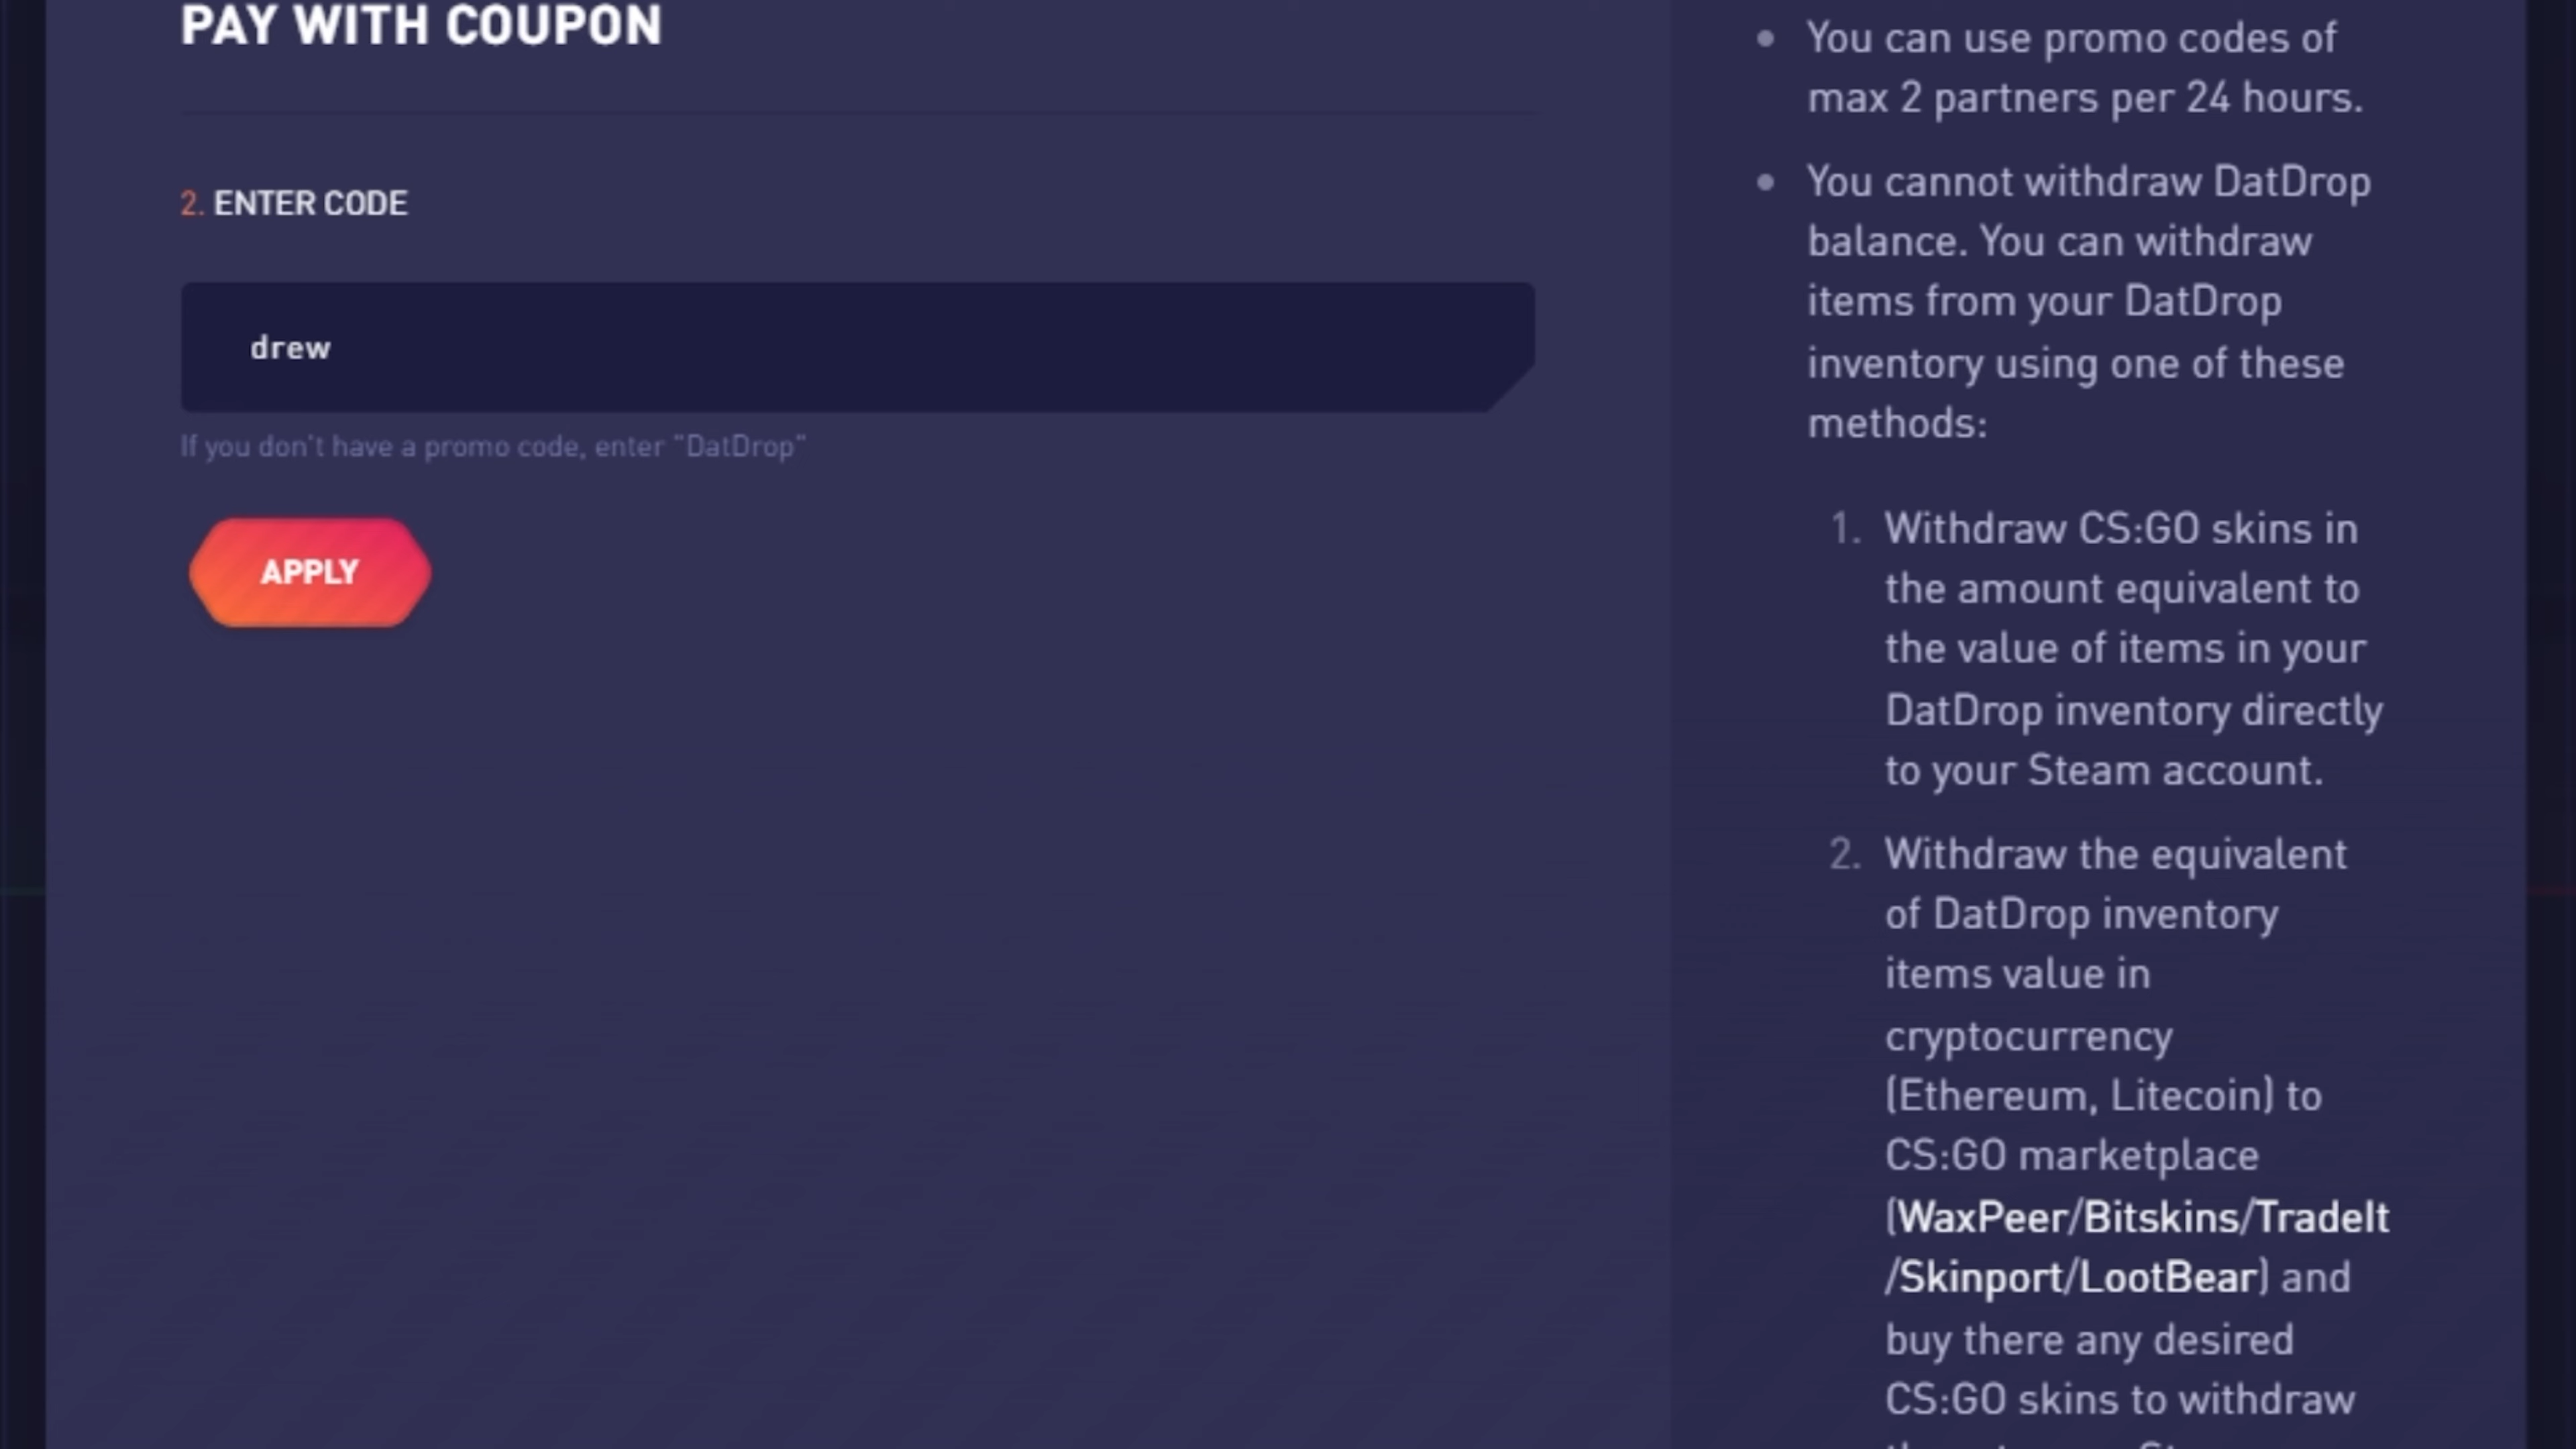 PAY WITH COUPON
2. ENTER CODE
drew
If you don't have a promo code, enter "DatDrop"
APPLY
You can use promo codes of
max 2 partners per 24 hours.
You cannot withdraw DatDrop
balance. You can withdraw
items from your DatDrop
inventory using one of these
methods:
1. Withdraw CS:GO skins in
the amount equivalent to
the value of items in your
DatDrop inventory directly
to your Steam account.
2. Withdraw the equivalent
of DatDrop inventory
items value in
cryptocurrency
(Ethereum, Litecoin) to
CS:GO marketplace
(WaxPeer/Bitskins/TradeIt
/Skinport/LootBear) and
buy there any desired
CS:GO skins to withdraw